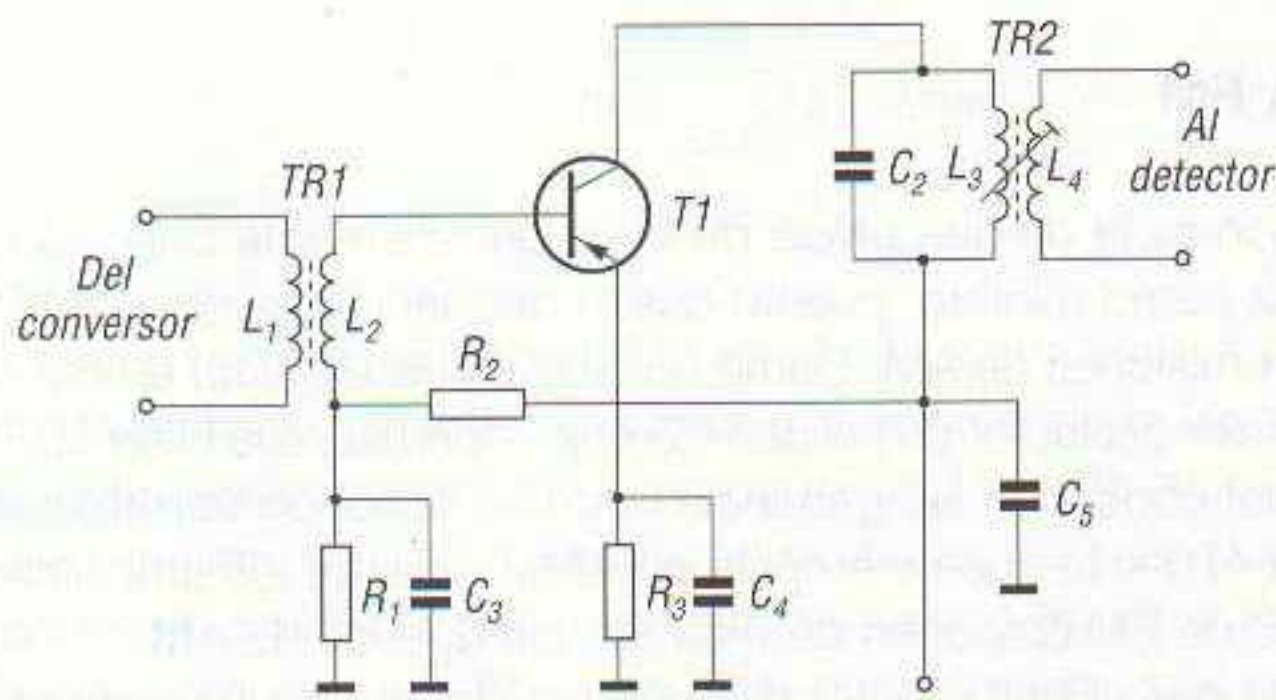 TR2
TR1
C2
L3
L4
Al
detector
T1
Del
conversor
L1
L2
R2
C5
R1
C3
R3
C4